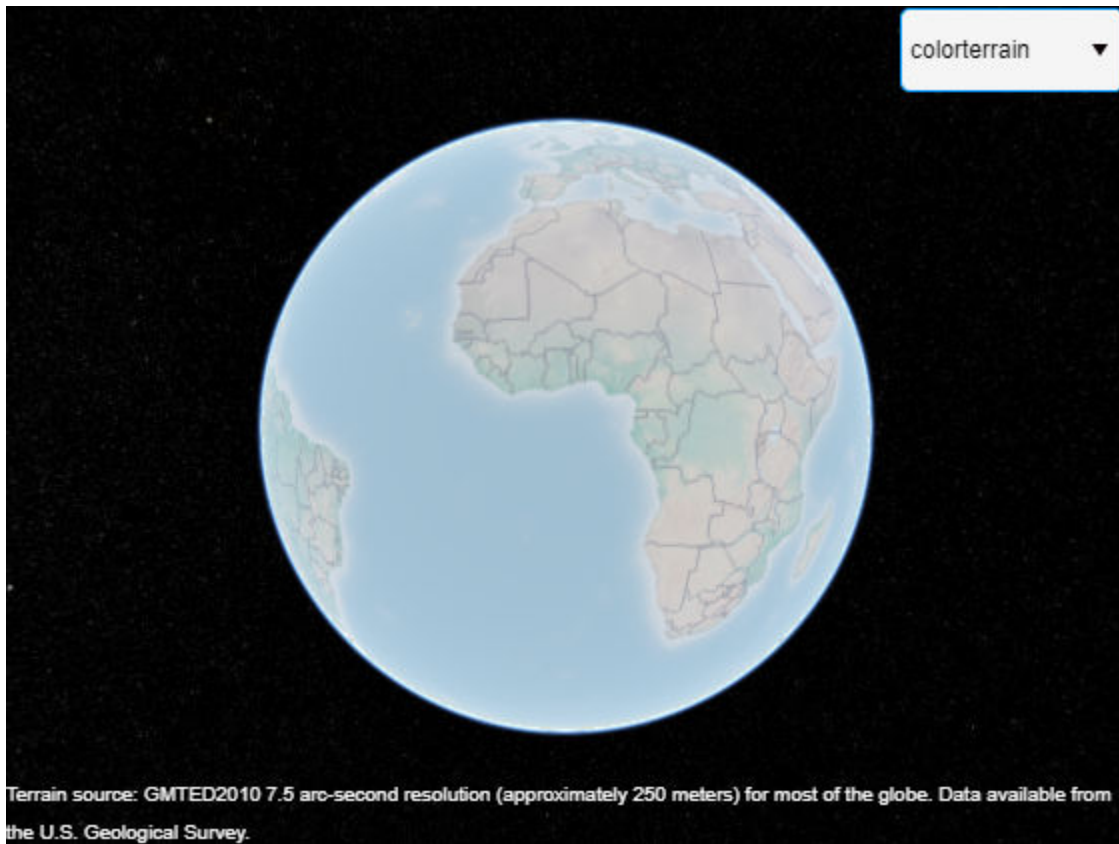 colorterrain
Terrain source: GMTED2010 7.5 arc-second resolution (approximately 250 meters) for most of the globe. Data available from
the U.S. Geological Survey.